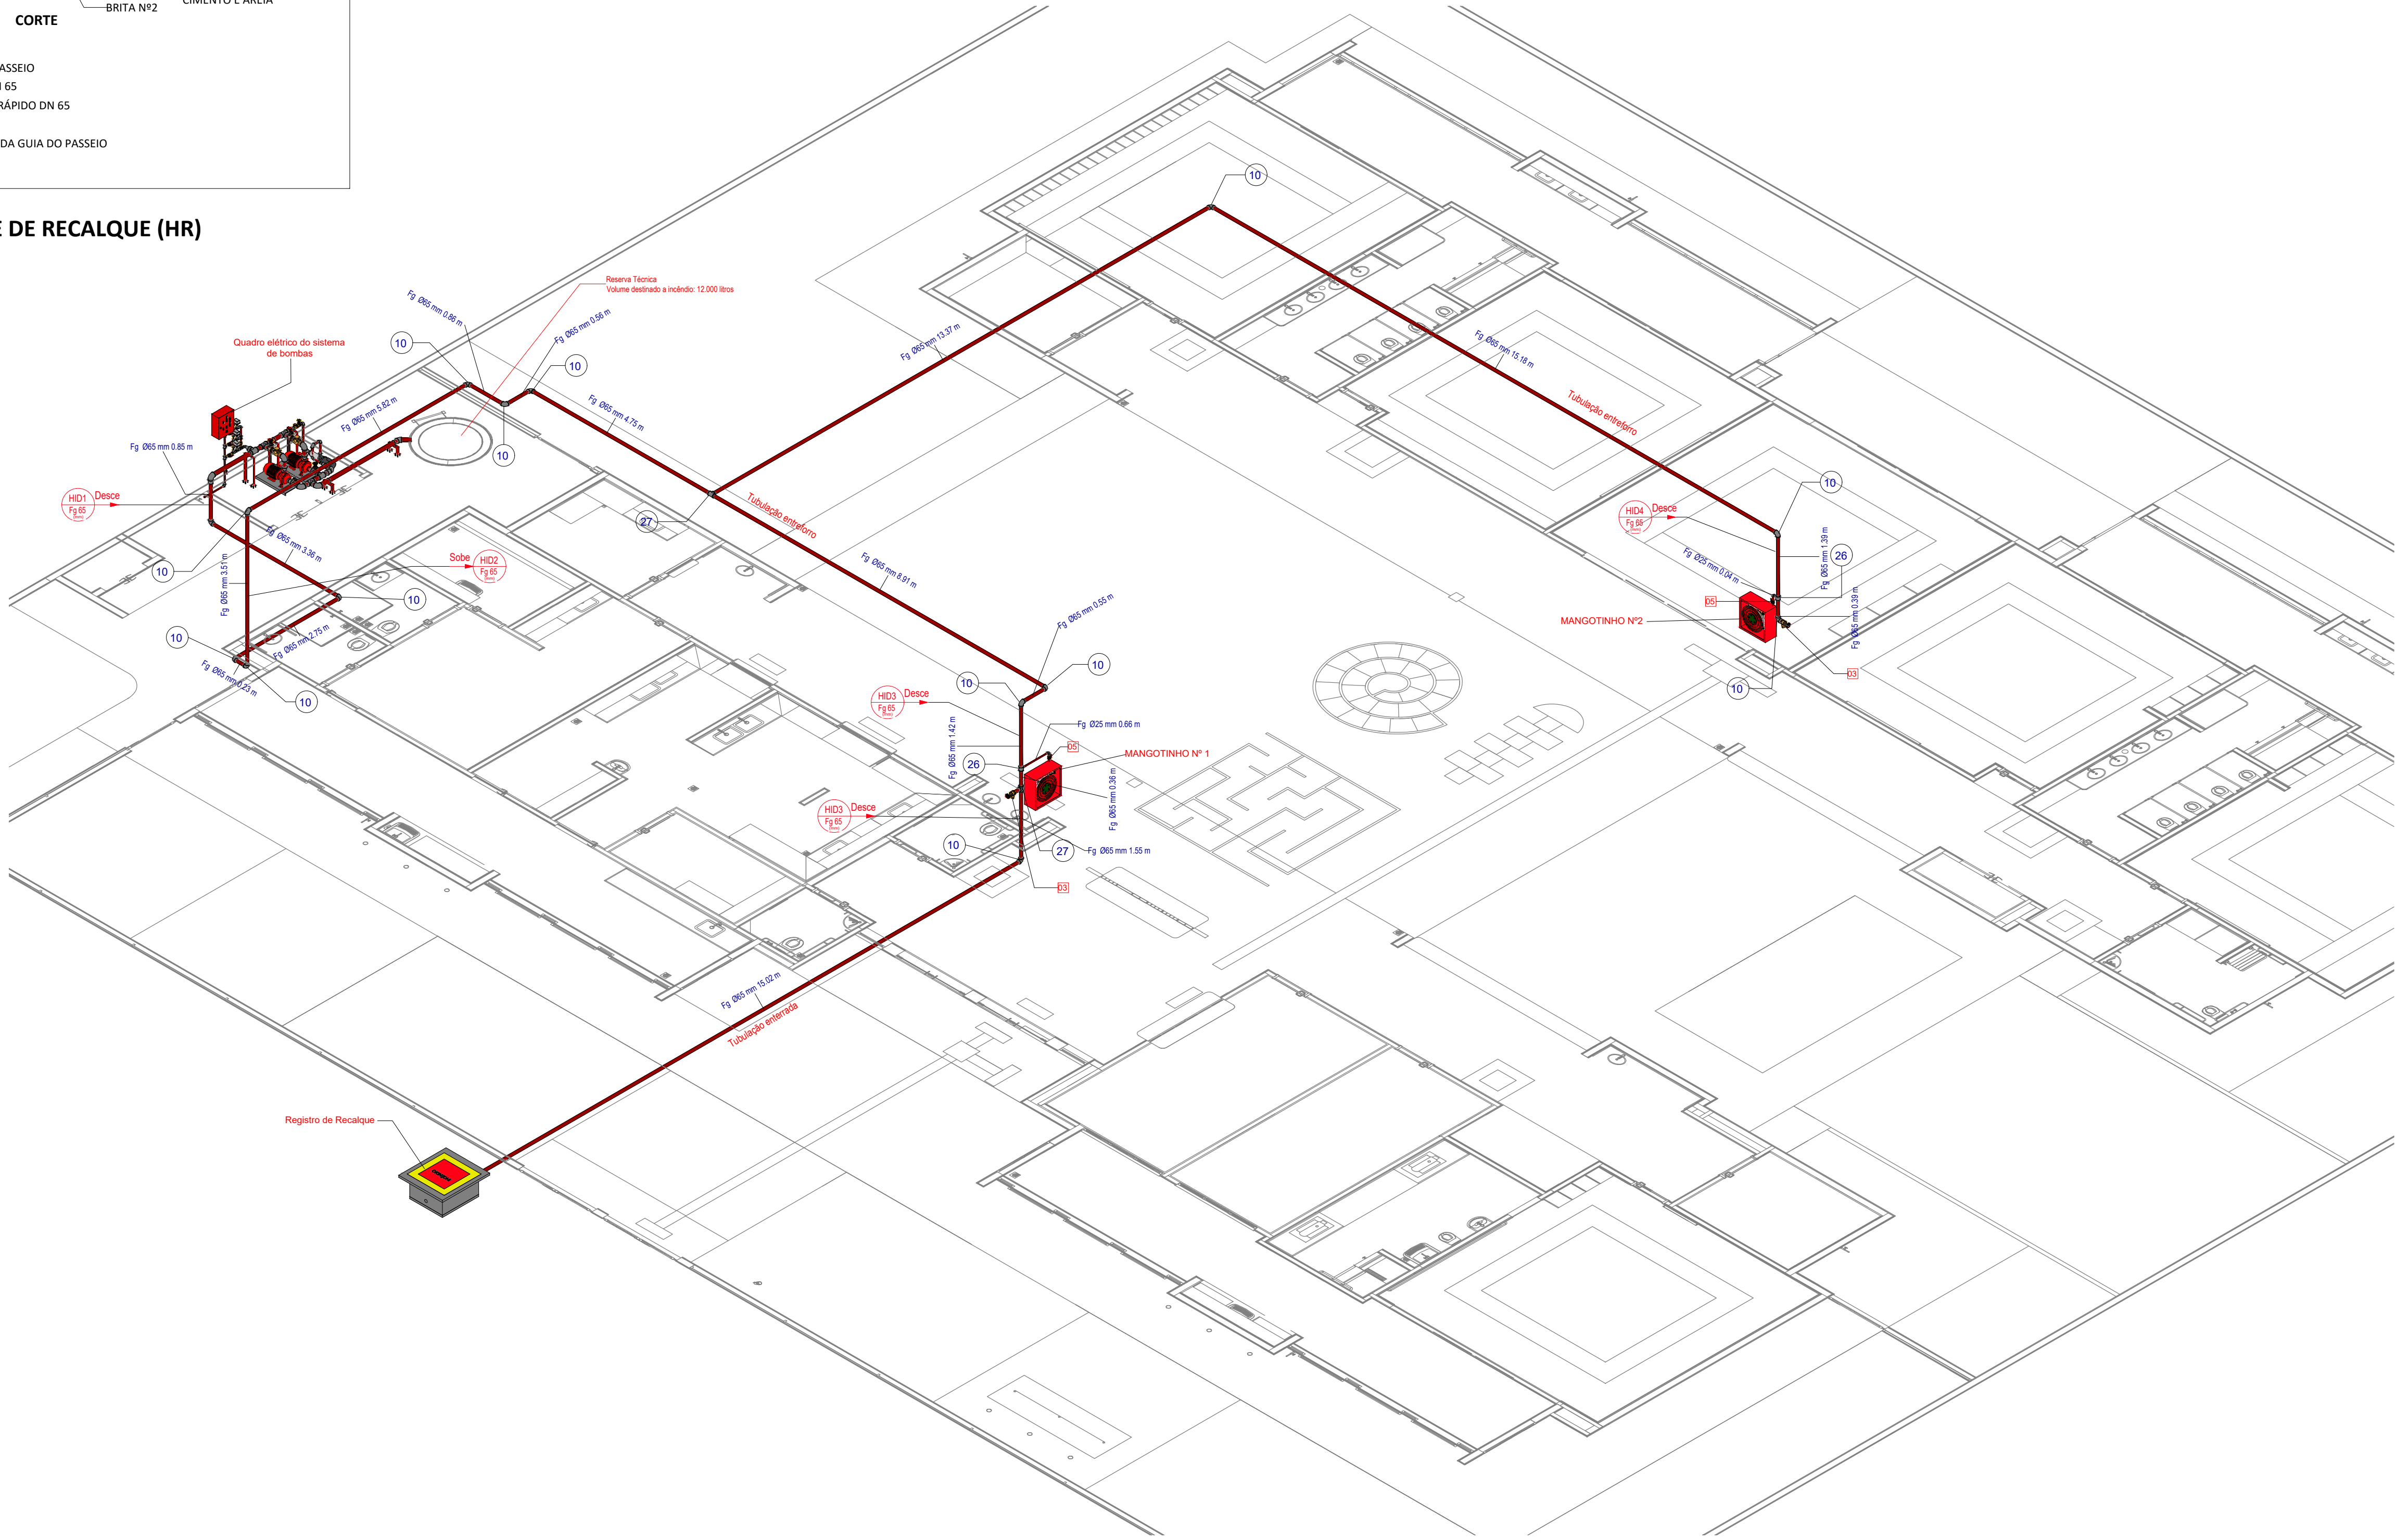 BRITA Nº2
CIMENTO E AREIA
CORTE
ASSEIO
65
RÁPIDO DN 65
DA GUIA DO PASSEIO
E DE RECALQUE (HR)
10
Reserva Técnica
Volume destinado a incêndio: 12.000 litros
Fg Ø65 mm 0.86 m
Fg Ø65 mm 0.56 m
Fg Ø65 mm 13.37 m
Fg Ø65 mm 15.18 m
Quadro elétrico do sistema
de bombas
10
10
Fg Ø65 mm 5.82 m
Fg Ø65 mm 4.75 m
Tubulação entreforro
Fg Ø65 mm 0.85 m
10
10
HID1
Fg 65
Desce
27
Tubulação entreforro
HID4
Fg 65
Desce
Fg Ø65 mm 3.36 m
Fg Ø65 mm 1.39 m
26
Sobe
HID2
Fg 65
Fg Ø25 mm 0.04 m
10
Fg Ø65 mm 3.51 m
Fg Ø65 mm 8.91 m
10
05
Fg Ø65 mm 0.39 m
Fg Ø65 mm 0.55 m
MANGOTINHO Nº2
10
Fg Ø65 mm 2.75 m
Fg Ø65 mm 0.23 m
10
10
10
03
10
10
HID3
Fg 65
Desce
Fg Ø65 mm 1.42 m
Fg Ø25 mm 0.66 m
05
MANGOTINHO Nº 1
26
Fg Ø65 mm 0.36 m
HID3
Fg 65
Desce
10
27
Fg Ø65 mm 1.55 m
03
Fg Ø65 mm 15.02 m
Tubulação enterrada
Registro de Recalque